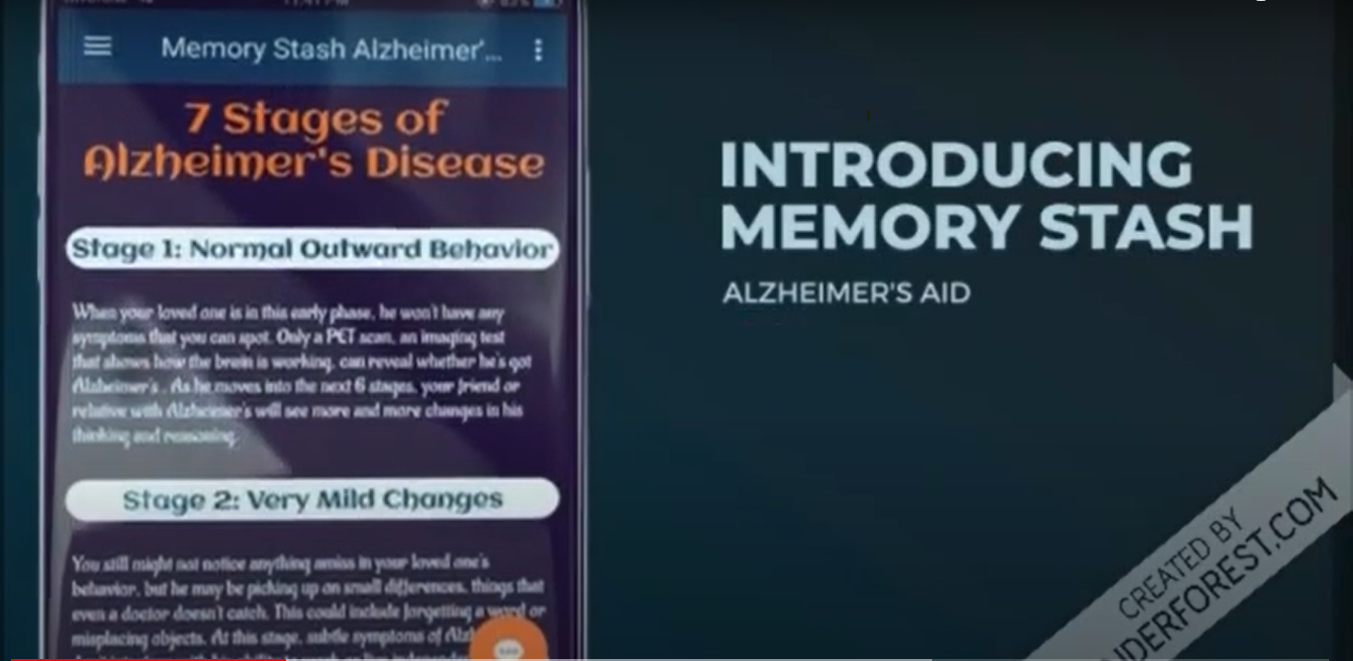 Memory Stash Alzheimer'...
7 Stages of
Alzheimer's Disease
Stage 1: Normal Outward Behavior
When your loved one is in this early phase, he won't have any
symptoms that you can spot. Only a PET scan, an imaging test
that shows how the brain is working, can reveal whether he's got
Alzheimer's. As he moves into the next 6 stages, your friend or
relative with Alzheimer's will see more and more changes in his
thinking and reasoning.
Stage 2: Very Mild Changes
You still might not notice anything amiss in your loved one's
behavior, but he may be picking up on small differences, things that
even a doctor doesn't catch. This could include forgetting a word or
misplacing objects. At this stage, subtle symptoms of Alz
INTRODUCING
MEMORY STASH
ALZHEIMER'S AID
CREATED BY
NDERFOREST.COM